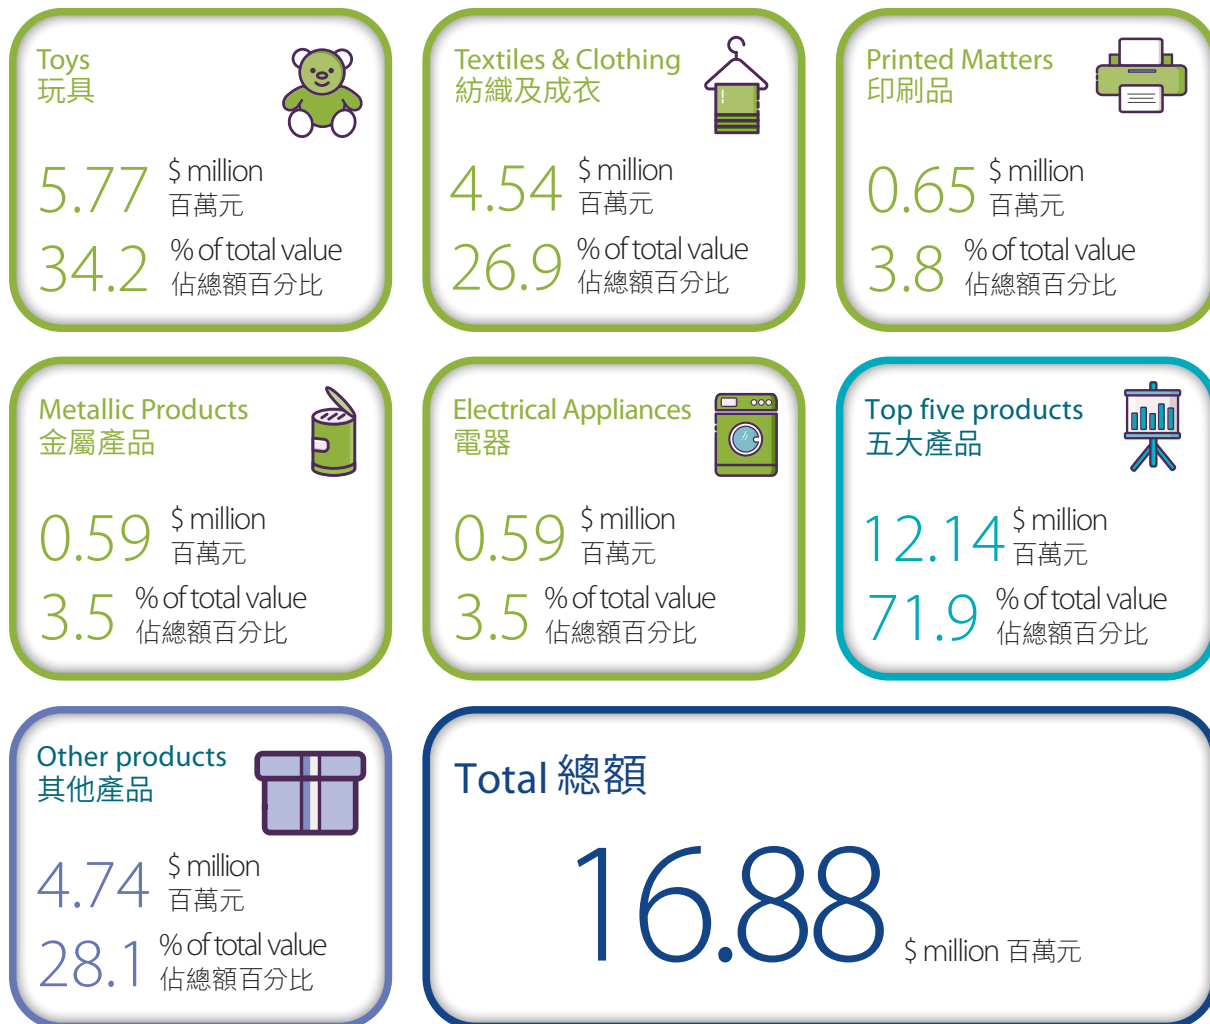 Toys
玩具
5.77 $ million
百萬元
34.2 % of total value
佔總額百分比
Textiles & Clothing
紡織及成衣
4.54 $ million
百萬元
26.9 % of total value
佔總額百分比
Printed Matters
印刷品
0.65 $ million
百萬元
3.8 % of total value
佔總額百分比
Metallic Products
金屬產品
0.59 $ million
百萬元
3.5 % of total value
佔總額百分比
Electrical Appliances
電器
0.59 $ million
百萬元
3.5 % of total value
佔總額百分比
Top five products
五大產品
12.14 $ million
百萬元
71.9 % of total value
佔總額百分比
Other products
其他產品
4.74 $ million
百萬元
28.1 % of total value
佔總額百分比
Total 總額
16.88 $ million 百萬元